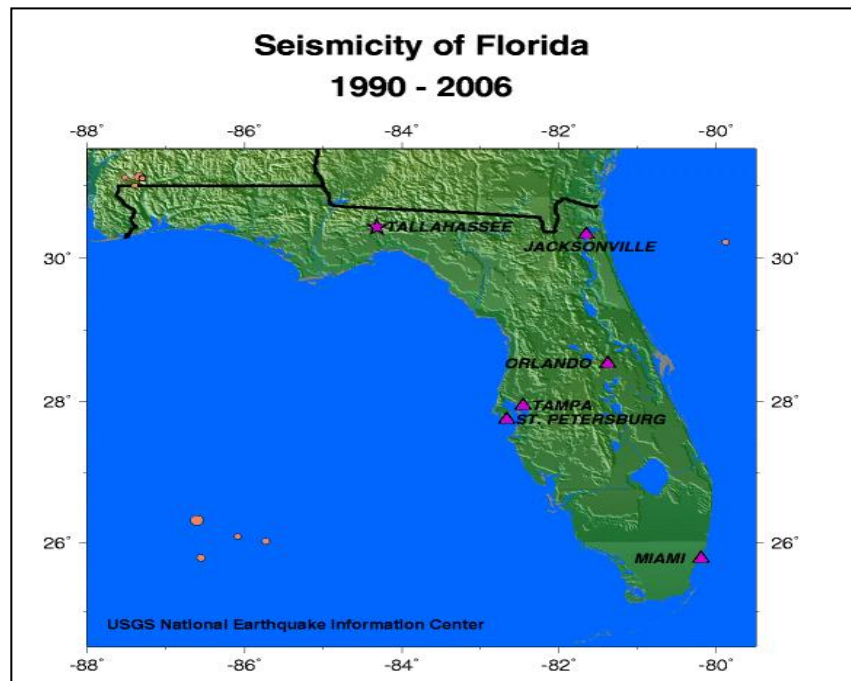 Seismicity of Florida
1990 - 2006
-88˚ -86˚ -84˚ -82˚ -80˚
TALLAHASSEE
30˚ 30˚
JACKSONVILLE
ORLANDO
28˚ 28˚
TAMPA
ST. PETERSBURG
26˚ 26˚
MIAMI
USGS National Earthquake Information Center
-88˚ -86˚ -84˚ -82˚ -80˚